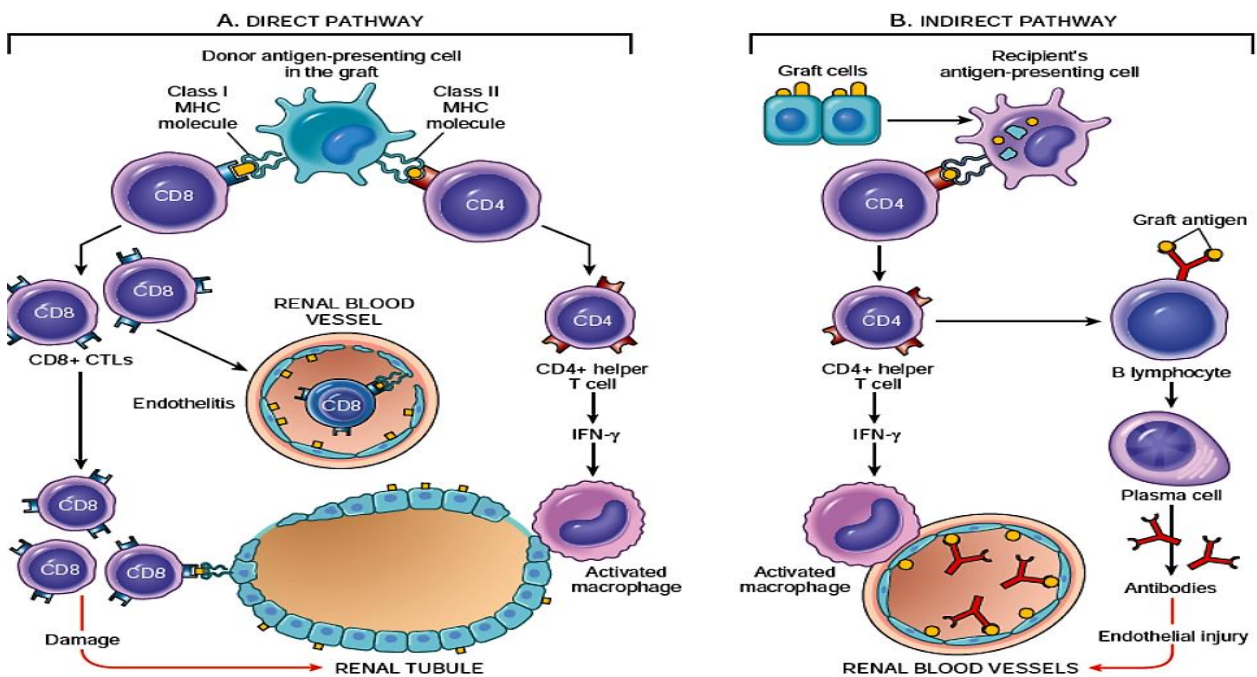 A. DIRECT PATHWAY
Donor antigen-presenting cell
in the graft
Class I
MHC
molecule
Class II
MHC
molecule
CD8
CD4
CD8
CD8
CD8+ CTLs
RENAL BLOOD
VESSEL
CD8
Endothelitis
CD4
CD4+ helper
T cell
IFN-γ
CD8
CD8
CD8
Activated
macrophage
Damage
RENAL TUBULE
B. INDIRECT PATHWAY
Graft cells
Recipient's
antigen-presenting cell
CD4
Graft antigen
CD4
CD4+ helper
T cell
B lymphocyte
IFN-γ
Plasma cell
Activated
macrophage
Antibodies
Endothelial injury
RENAL BLOOD VESSELS